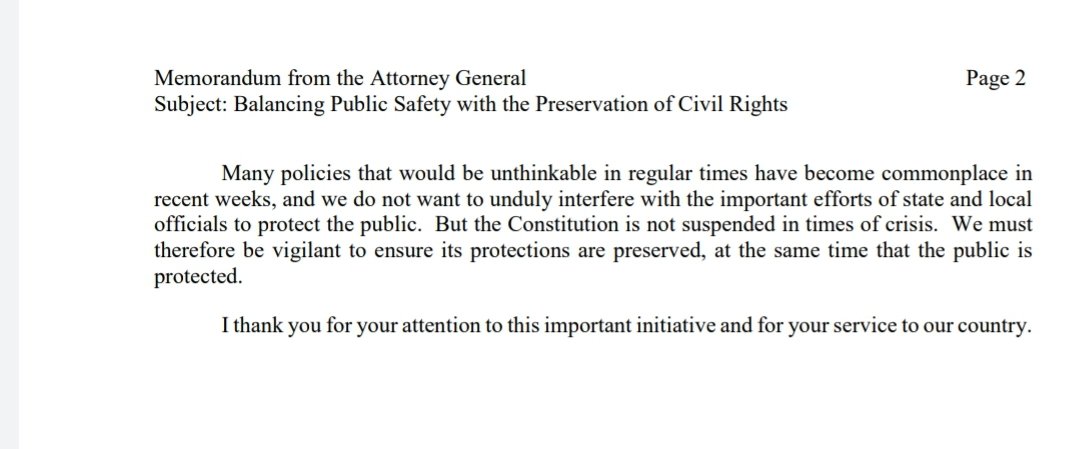 Memorandum from the Attorney General Page 2
Subject: Balancing Public Safety with the Preservation of Civil Rights
Many policies that would be unthinkable in regular times have become commonplace in
recent weeks, and we do not want to unduly interfere with the important efforts of state and local
officials to protect the public. But the Constitution is not suspended in times of crisis. We must
therefore be vigilant to ensure its protections are preserved, at the same time that the public is
protected.
I thank you for your attention to this important initiative and for your service to our country.